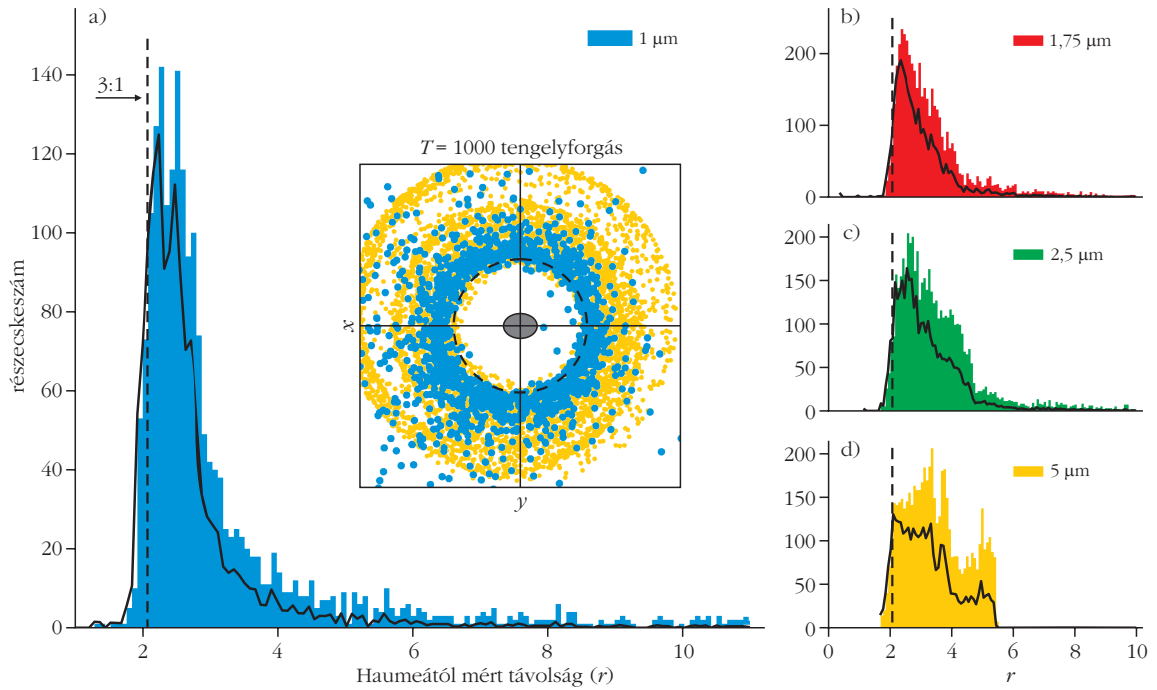 a)
1 µm
140
120
100
80
60
40
20
0
részecskeszám
3:1
T = 1000 tengelyforgás
x
y
2 4 6 8 10
Haumeától mért távolság (r)
b)
1,75 µm
200
100
0
c)
2,5 µm
200
150
100
50
0
d)
5 µm
200
150
100
50
0
0 2 4 6 8 10
r